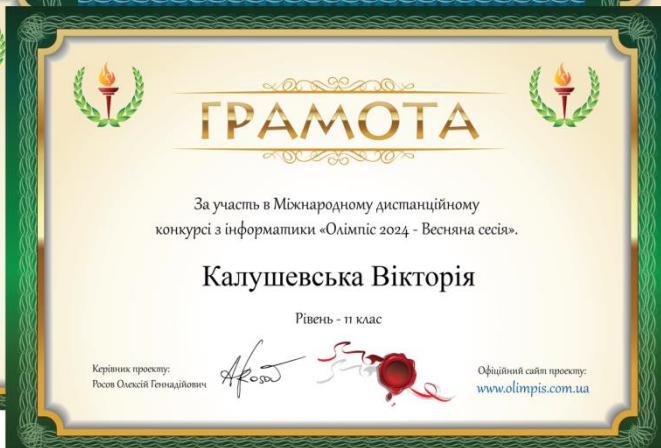 ГРАМОТА
За участь в Міжнародному дистанційному
конкурсі з інформатики «Олімпіс 2024 - Весняна сесія».
Калушевська Вікторія
Рівень - 11 клас
Керівник проекту:
Росов Олексій Геннадійович
Офіційний сайт проекту:
www.olimpis.com.ua